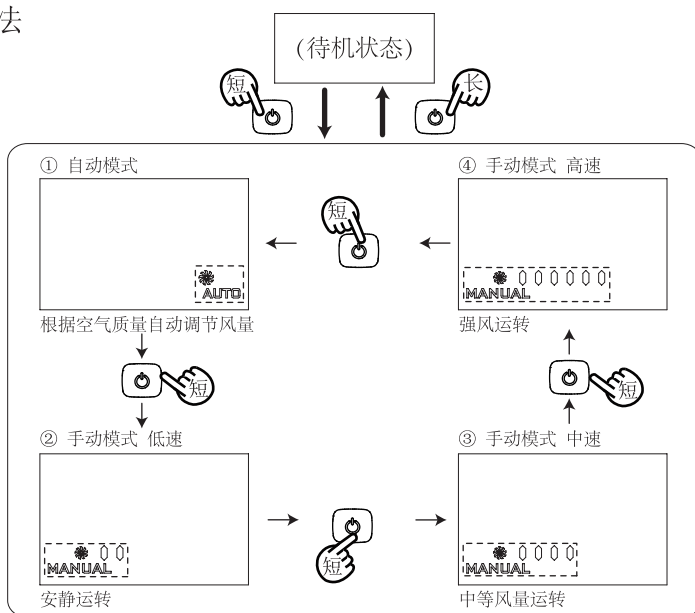 法
(待机状态)
短
长
① 自动模式
AUTO
根据空气质量自动调节风量
短
④ 手动模式 高速
MANUAL
强风运转
短
短
② 手动模式 低速
MANUAL
安静运转
短
③ 手动模式 中速
MANUAL
中等风量运转